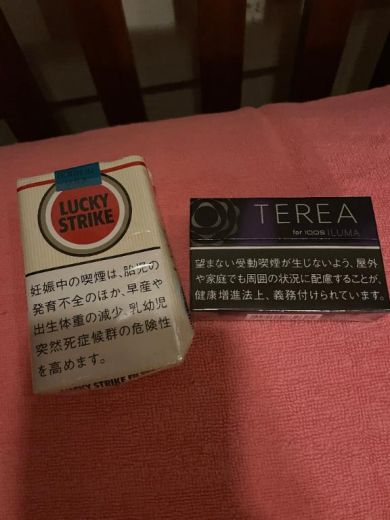 LUCKY
STRIKE
妊娠中の喫煙は、胎児の
発育不全のほか、早産や
出生体重の減少、乳幼児
突然死症候群の危険性
を高めます。
LUCKY STRIKE
TEREA
for IQOS ILUMA
望まない受動喫煙が生じないよう、屋外
や家庭でも周囲の状況に配慮することが、
健康増進法上、義務付けられています。